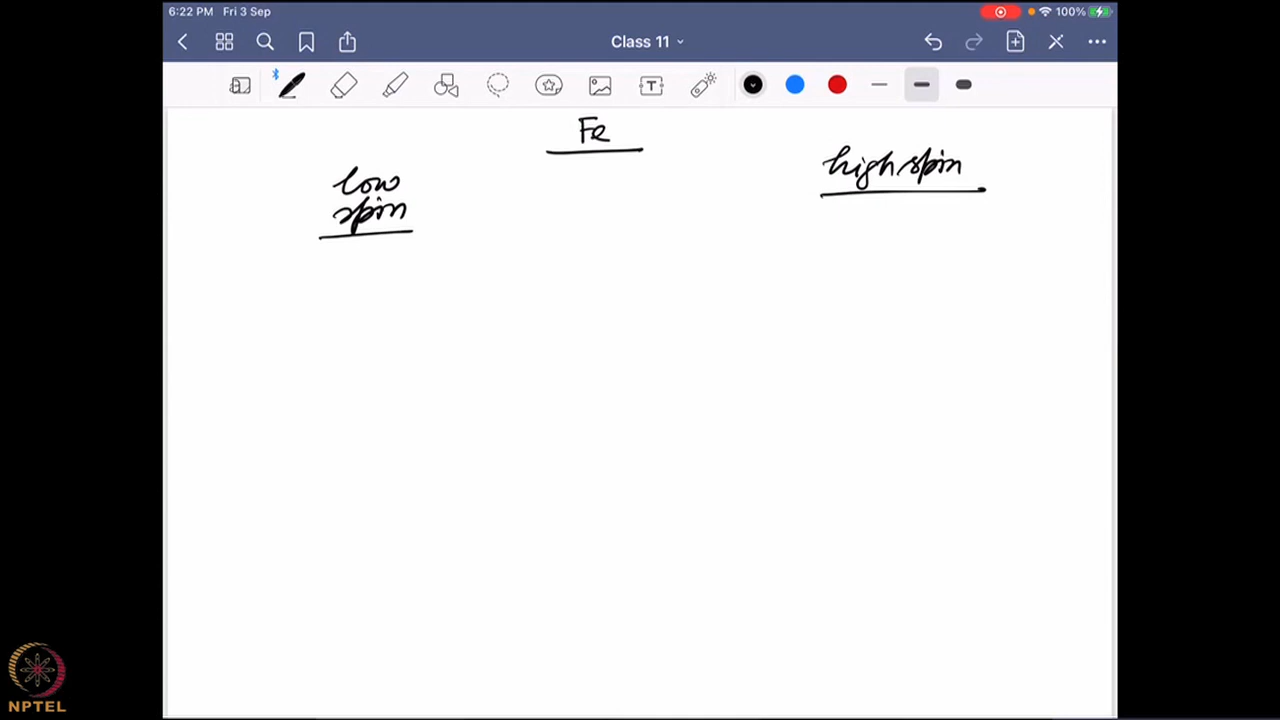 6:22 PM Fri 3 Sep
100%
Class 11
T
Fe
low
spin
high spin
NPTEL